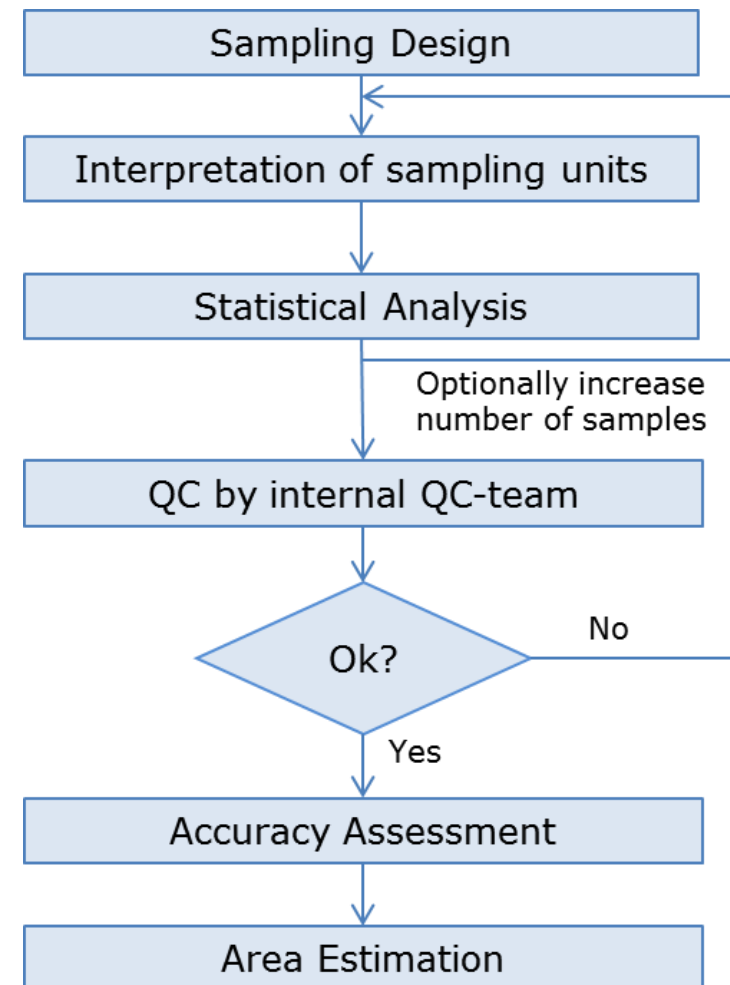 Sampling Design
Interpretation of sampling units
Statistical Analysis
Optionally increase
number of samples
QC by internal QC-team
Ok?
No
Yes
Accuracy Assessment
Area Estimation